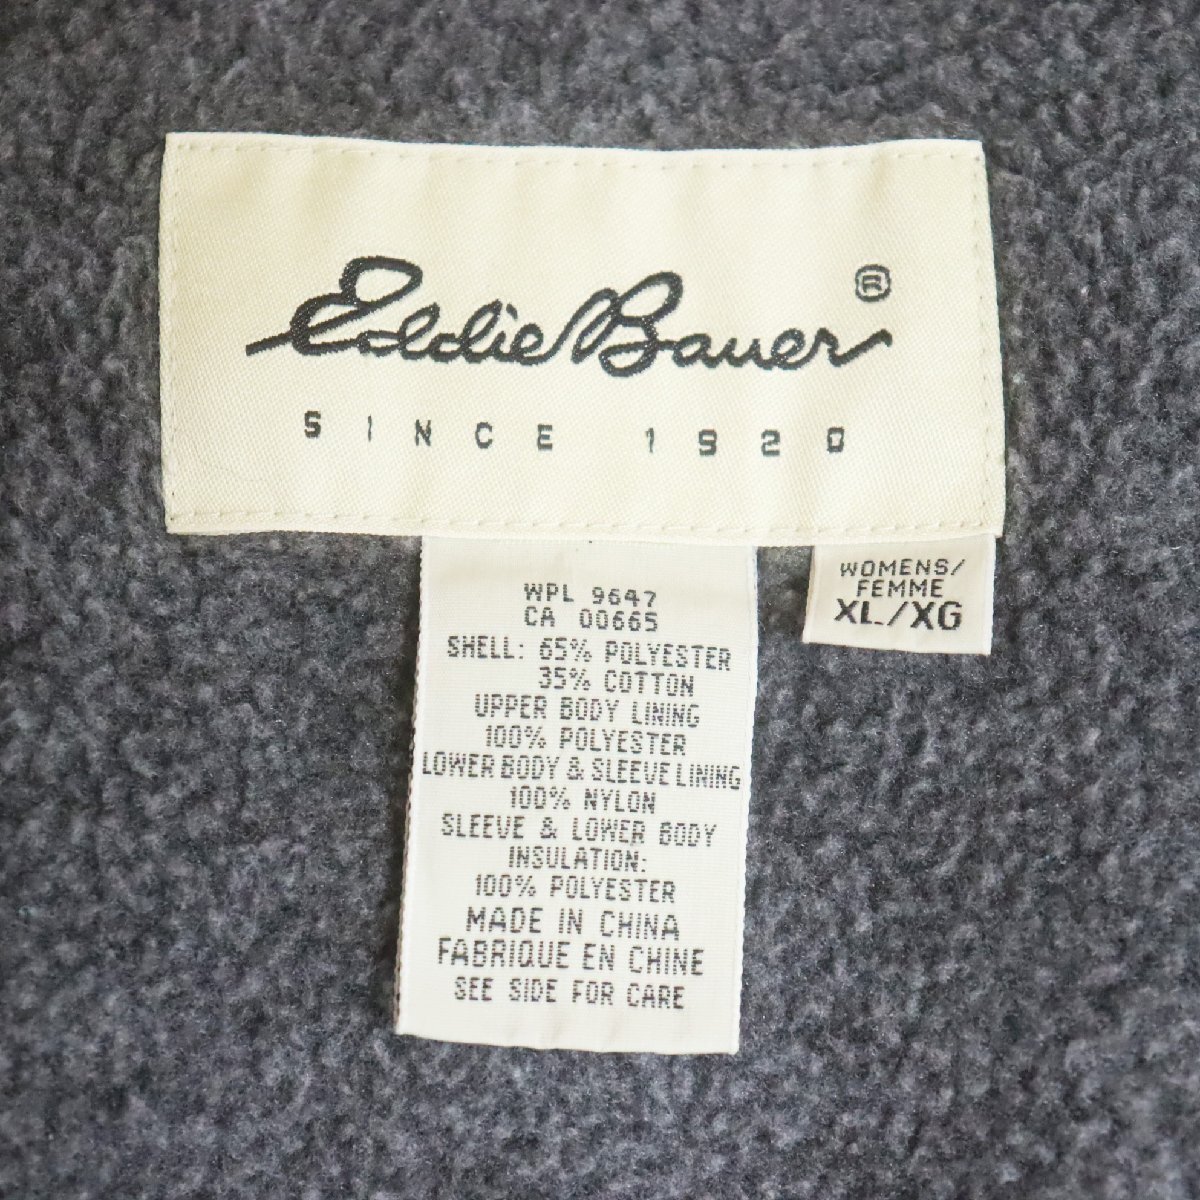 Eddie Bauer ®
SINCE 1920
WOMENS/
FEMME
XL/XG
WPL 9647
CA 00665
SHELL: 65% POLYESTER
35% COTTON
UPPER BODY LINING
100% POLYESTER
LOWER BODY & SLEEVE LINING
100% NYLON
SLEEVE & LOWER BODY
INSULATION:
100% POLYESTER
MADE IN CHINA
FABRIQUE EN CHINE
SEE SIDE FOR CARE